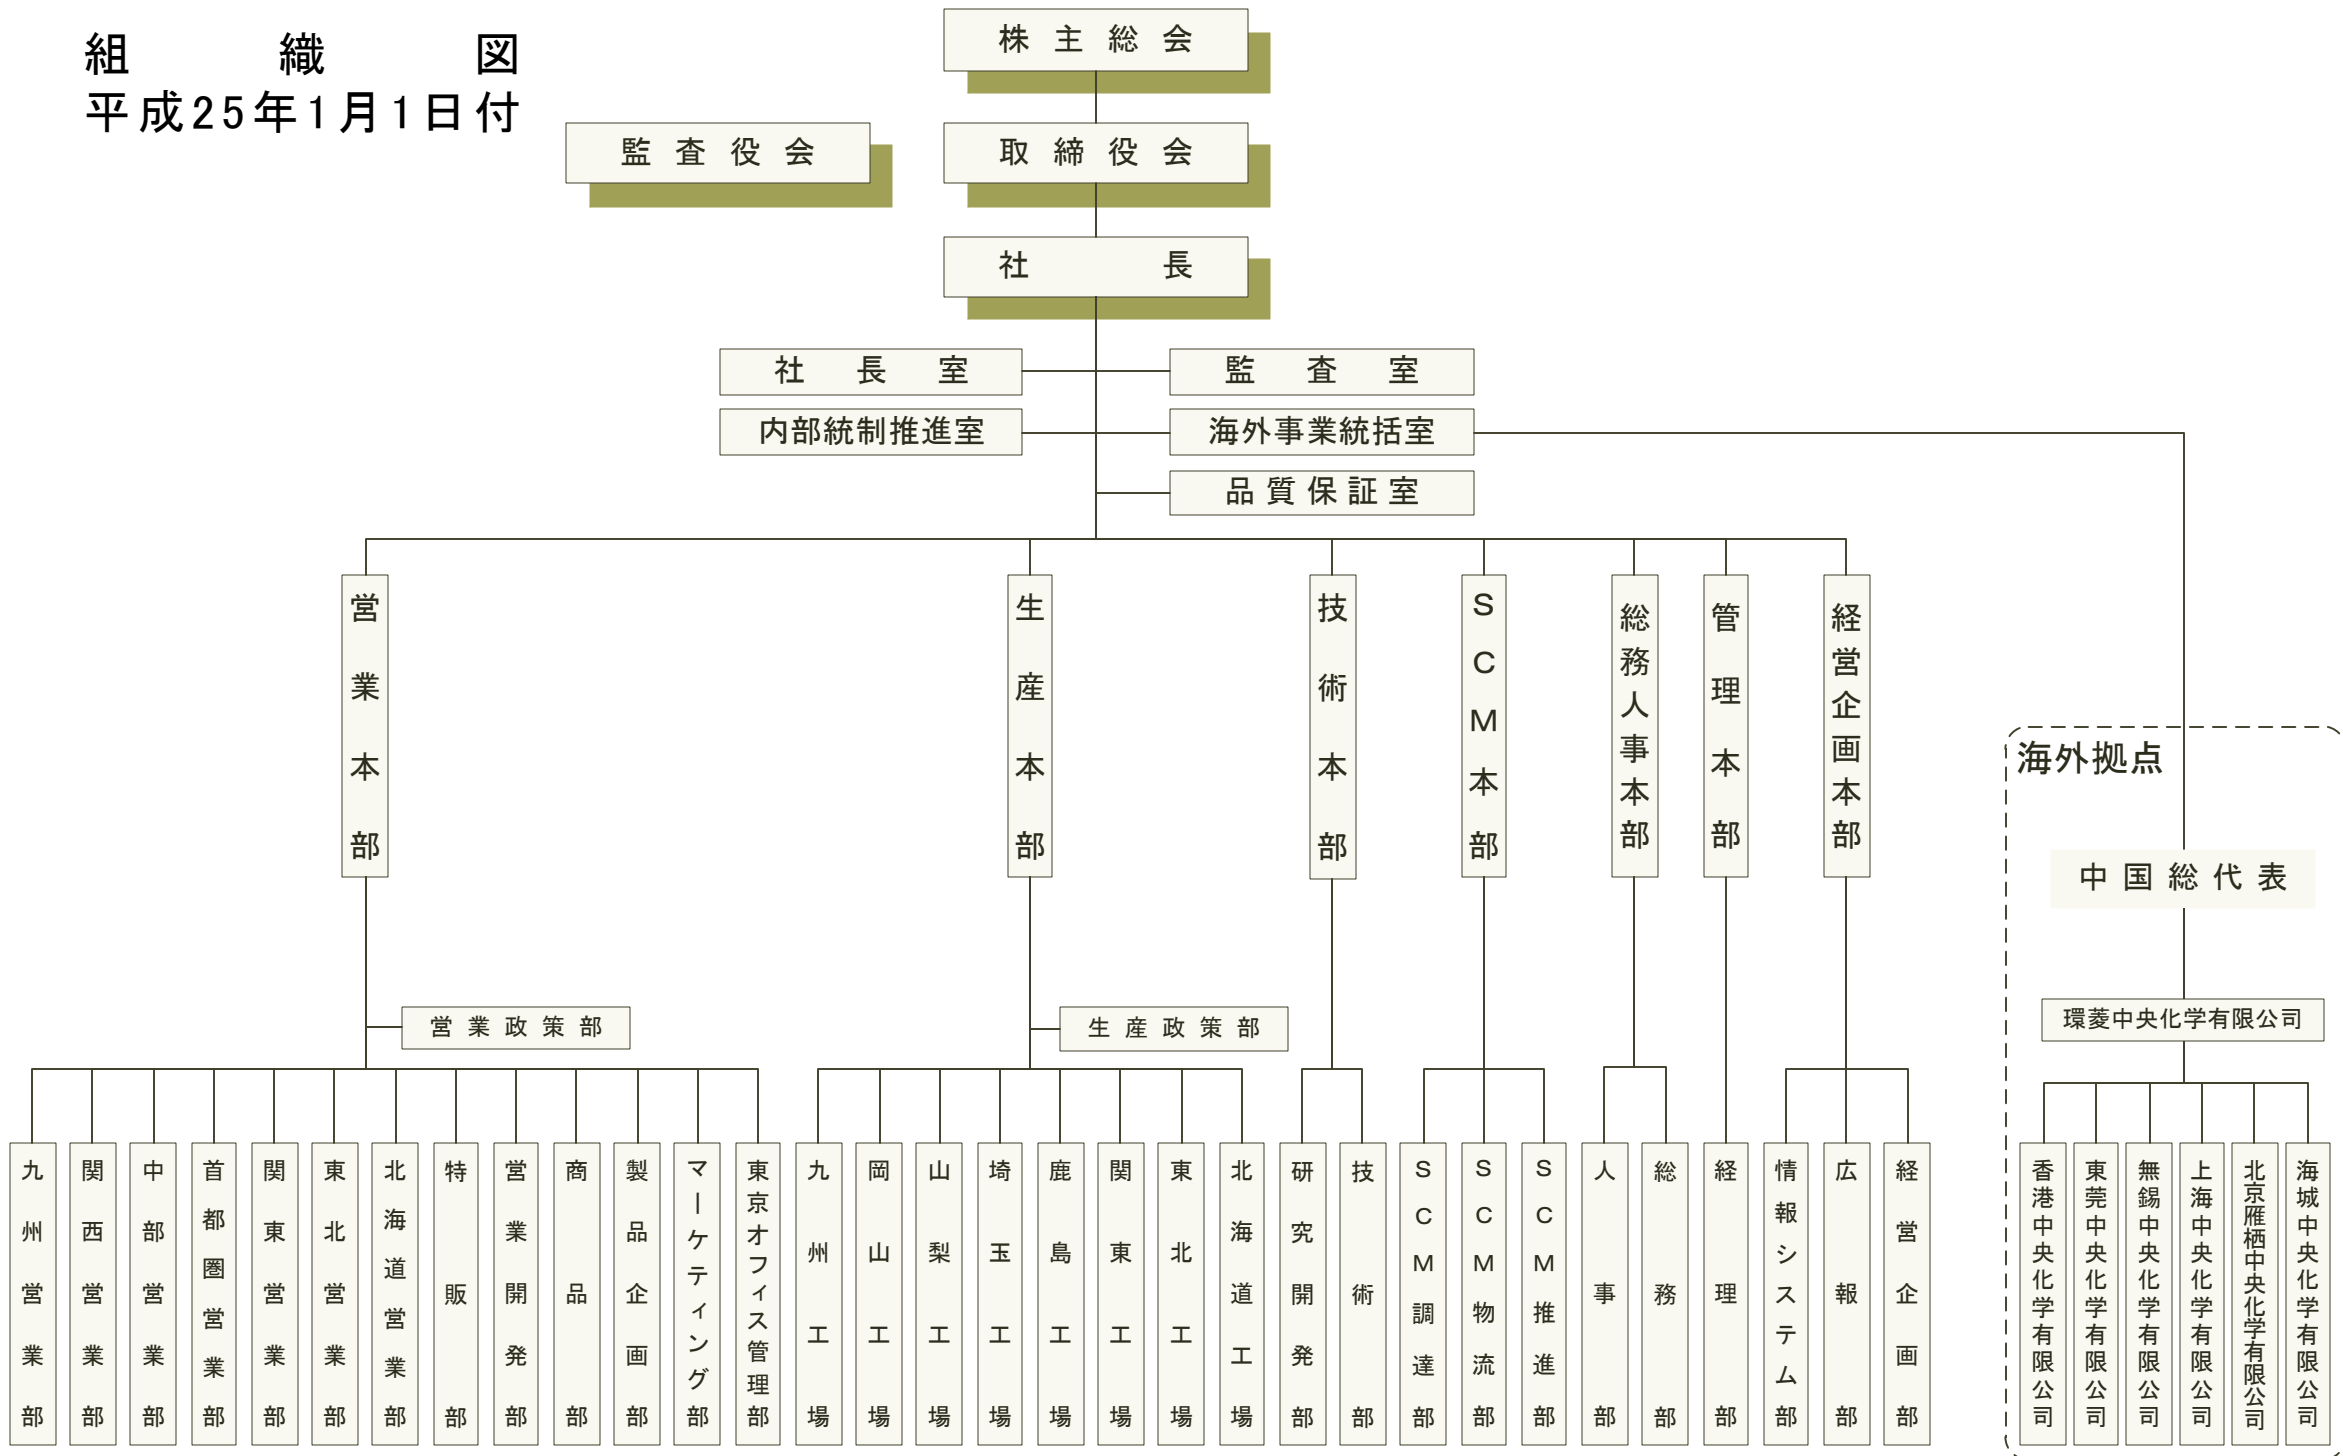 組織図
平成25年1月1日付
株主総会
監査役会
取締役会
社長
社長室
監査室
内部統制推進室
海外事業統括室
品質保証室
営業本部
生産本部
技術本部
SCM本部
総務人事本部
管理本部
経営企画本部
海外拠点
中国総代表
営業政策部
生産政策部
環菱中央化学有限公司
九州営業部
関西営業部
中部営業部
首都圏営業部
関東営業部
東北営業部
北海道営業部
特販部
営業開発部
商品部
製品企画部
マーケティング部
東京オフィス管理部
九州工場
岡山工場
山梨工場
埼玉工場
鹿島工場
関東工場
東北工場
北海道工場
研究開発部
技術部
SCM調達部
SCM物流部
SCM推進部
人事部
総務部
経理部
情報システム部
広報部
経営企画部
香港中央化学有限公司
東莞中央化学有限公司
無錫中央化学有限公司
上海中央化学有限公司
北京雁栖中央化学有限公司
海城中央化学有限公司